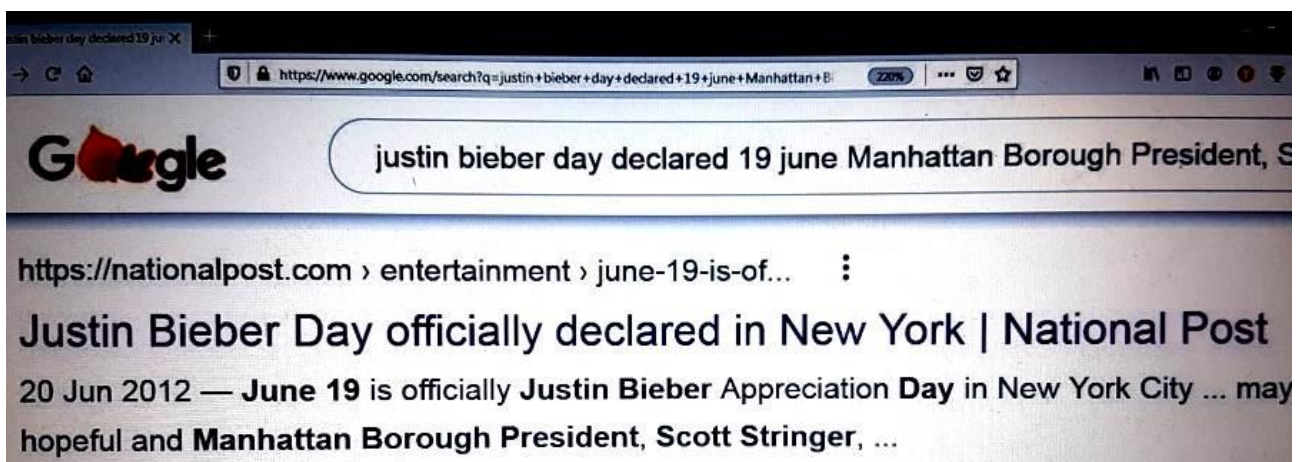 stin bieber day declared 19 jun
https://www.google.com/search?q=justin+bieber+day+declared+19+june+Manhattan+B
220%
Google
justin bieber day declared 19 june Manhattan Borough President, S
https://nationalpost.com › entertainment › june-19-is-of...
Justin Bieber Day officially declared in New York | National Post
20 Jun 2012 — June 19 is officially Justin Bieber Appreciation Day in New York City ... may
hopeful and Manhattan Borough President, Scott Stringer, ...